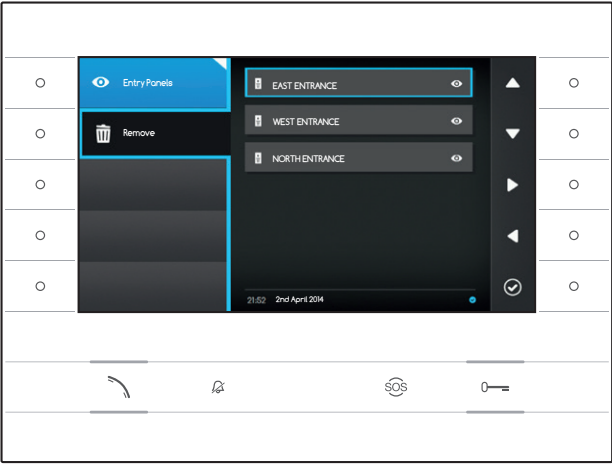 Entry Panels
Remove
EAST ENTRANCE
WEST ENTRANCE
NORTH ENTRANCE
21:52 2nd April 2014
SOS